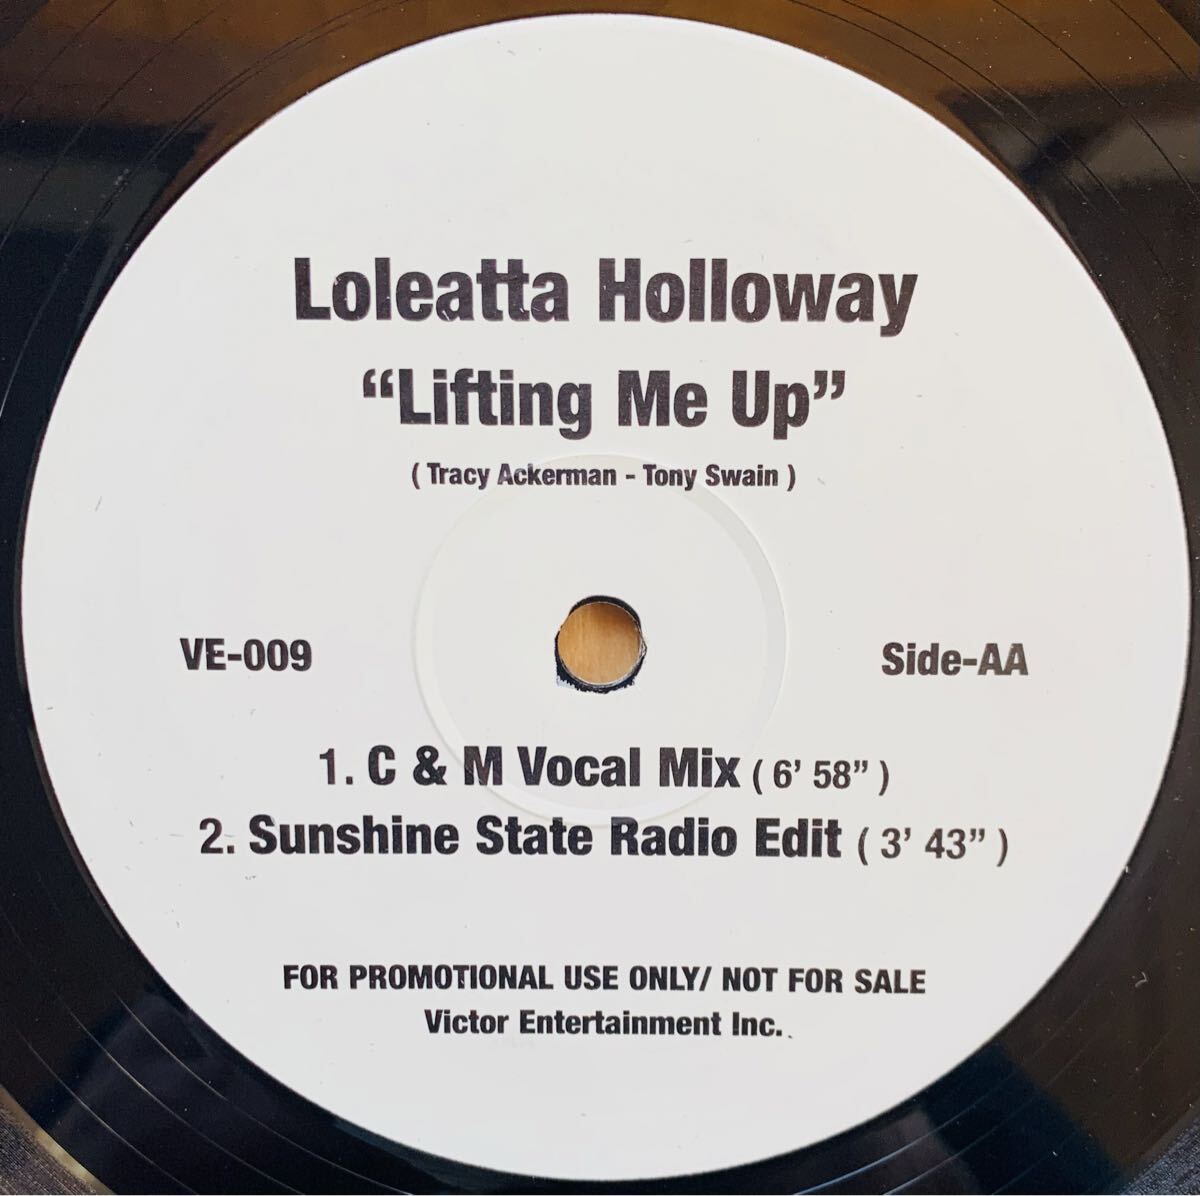 Loleatta Holloway
“Lifting Me Up”
( Tracy Ackerman - Tony Swain )
VE-009
Side-AA
1. C & M Vocal Mix ( 6’ 58” )
2. Sunshine State Radio Edit ( 3’ 43” )
FOR PROMOTIONAL USE ONLY/ NOT FOR SALE
Victor Entertainment Inc.